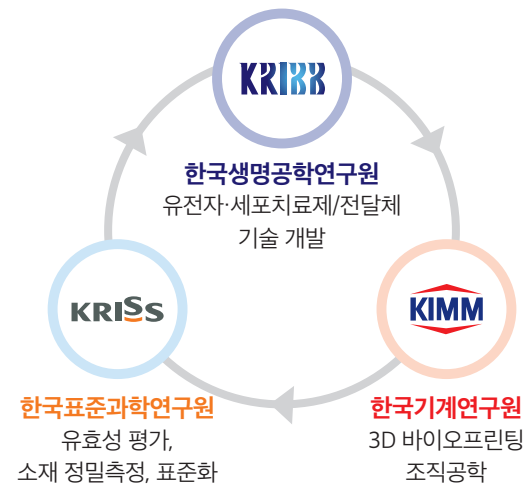 KRIBB
한국생명공학연구원
유전자·세포치료제/전달체
기술 개발
KRISS
KIMM
한국표준과학연구원
유효성 평가,
소재 정밀측정, 표준화
한국기계연구원
3D 바이오프린팅
조직공학